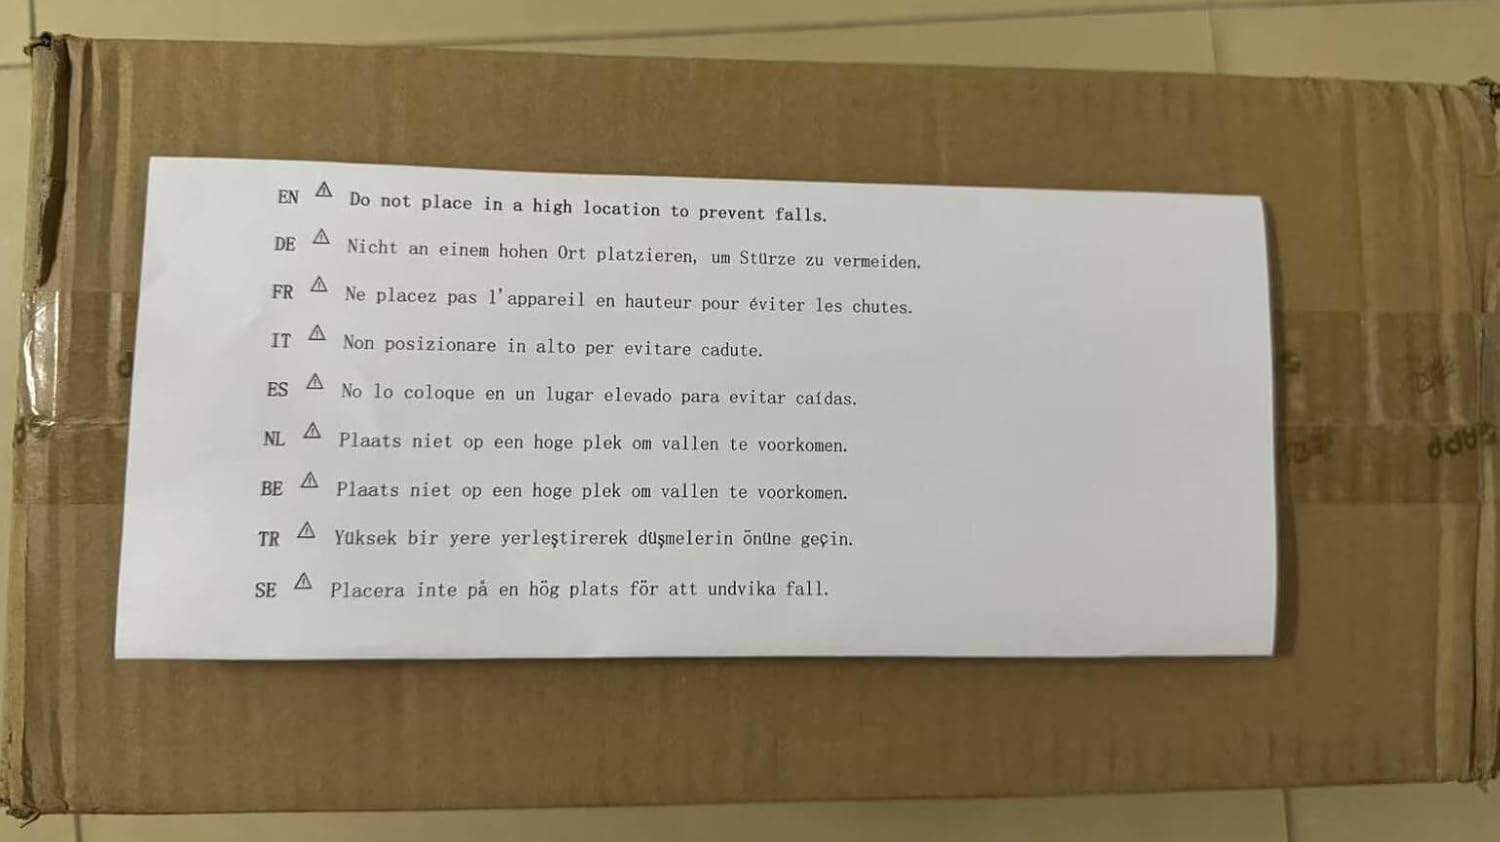 EN ⚠ Do not place in a high location to prevent falls.
DE ⚠ Nicht an einem hohen Ort platzieren, um Stürze zu vermeiden.
FR ⚠ Ne placez pas l'appareil en hauteur pour éviter les chutes.
IT ⚠ Non posizionare in alto per evitare cadute.
ES ⚠ No lo coloque en un lugar elevado para evitar caídas.
NL ⚠ Plaats niet op een hoge plek om vallen te voorkomen.
BE ⚠ Plaats niet op een hoge plek om vallen te voorkomen.
TR ⚠ Yüksek bir yere yerleştirerek düşmelerin önüne geçin.
SE ⚠ Placera inte på en hög plats för att undvika fall.